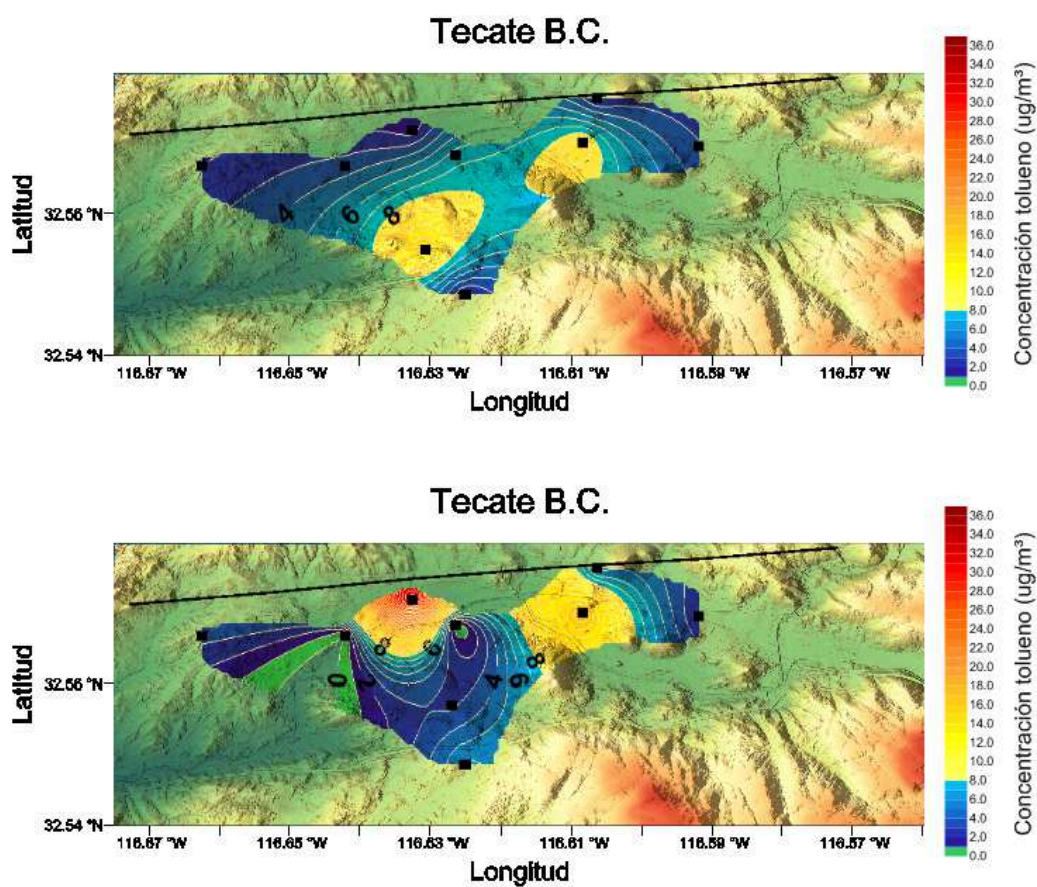 Tecate B.C.
36.0
34.0
32.0
30.0
28.0
26.0
24.0
22.0
20.0
18.0
16.0
14.0
12.0
10.0
8.0
6.0
4.0
2.0
0.0
Concentración tolueno (ug/m³)
Latitud
32.66 °N
32.54 °N
4
6
8
116.67 °W
116.65 °W
116.63 °W
116.61 °W
116.59 °W
116.57 °W
Longitud
Tecate B.C.
36.0
34.0
32.0
30.0
28.0
26.0
24.0
22.0
20.0
18.0
16.0
14.0
12.0
10.0
8.0
6.0
4.0
2.0
0.0
Concentración tolueno (ug/m³)
Latitud
32.66 °N
32.54 °N
8
6
0
2
4
6
8
116.67 °W
116.65 °W
116.63 °W
116.61 °W
116.59 °W
116.57 °W
Longitud